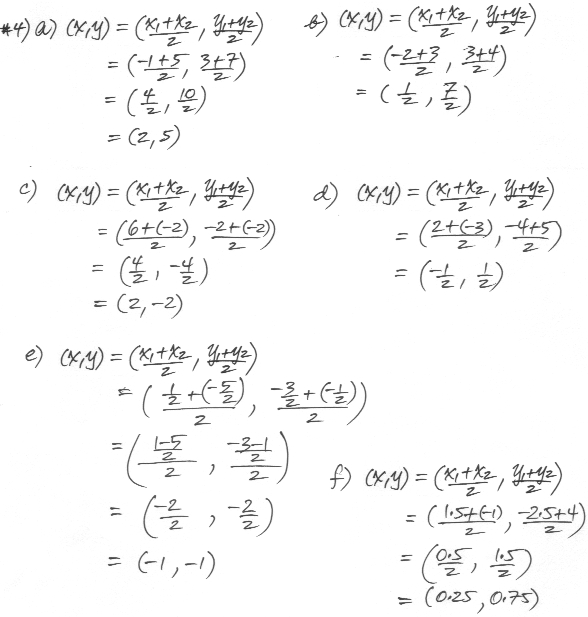 #4) a) (x,y) = (x₁+x₂/2, y₁+y₂/2)
= (-1+5/2, 3+7/2)
= (4/2, 10/2)
= (2,5)
b) (x,y) = (x₁+x₂/2, y₁+y₂/2)
= (-2+3/2, 3+4/2)
= (1/2, 7/2)
c) (x,y) = (x₁+x₂/2, y₁+y₂/2)
= (6+(-2)/2, -2+(-2)/2)
= (4/2, -4/2)
= (2,-2)
d) (x,y) = (x₁+x₂/2, y₁+y₂/2)
= (2+(-3)/2, -4+5/2)
= (-1/2, 1/2)
e) (x,y) = (x₁+x₂/2, y₁+y₂/2)
= (1/2+(-5/2)/2, -3/2+(-1/2)/2)
= (1-5/2/2, -3-1/2/2)
= (-2/2, -2/2)
= (-1,-1)
f) (x,y) = (x₁+x₂/2, y₁+y₂/2)
= (1.5+(-1)/2, -2.5+4/2)
= (0.5/2, 1.5/2)
= (0.25, 0.75)